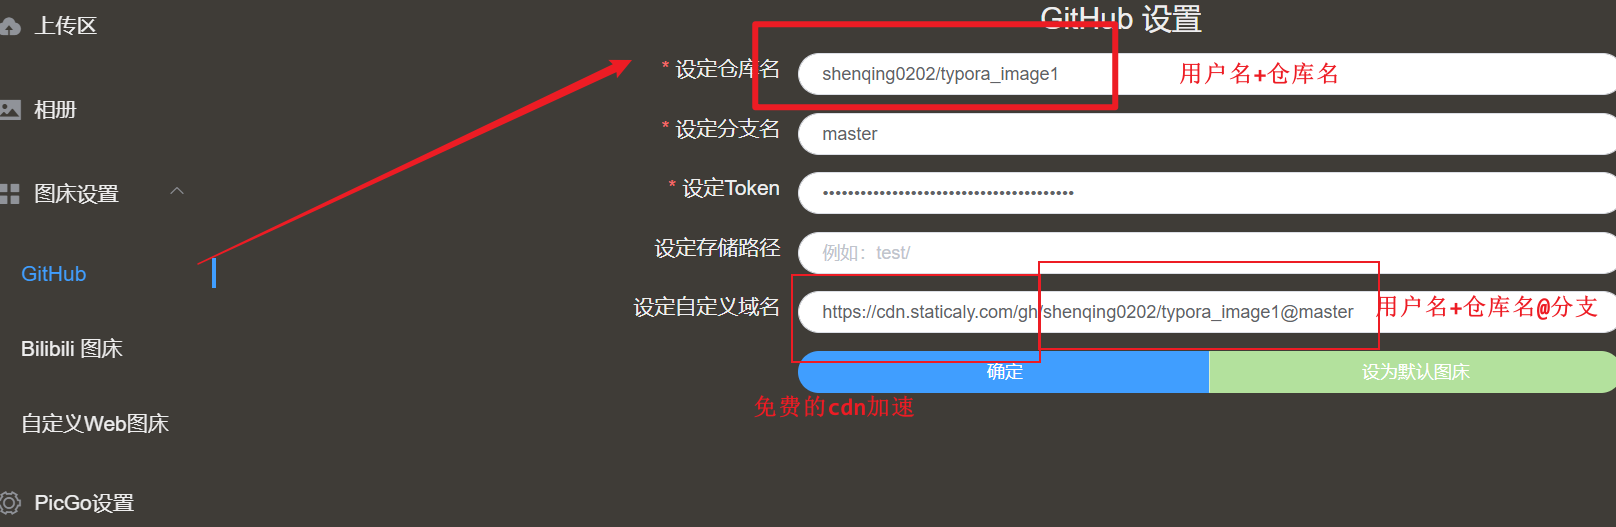 上传区
相册
图床设置
GitHub
Bilibili 图床
自定义Web图床
PicGo设置
GitHub 设置
* 设定仓库名 shenqing0202/typora_image1 用户名+仓库名
* 设定分支名 master
* 设定Token ••••••••••••••••••••••••••••••••••••••••
设定存储路径 例如：test/
设定自定义域名 https://cdn.staticaly.com/gh/shenqing0202/typora_image1@master 用户名+仓库名@分支
确定 设为默认图床
免费的cdn加速